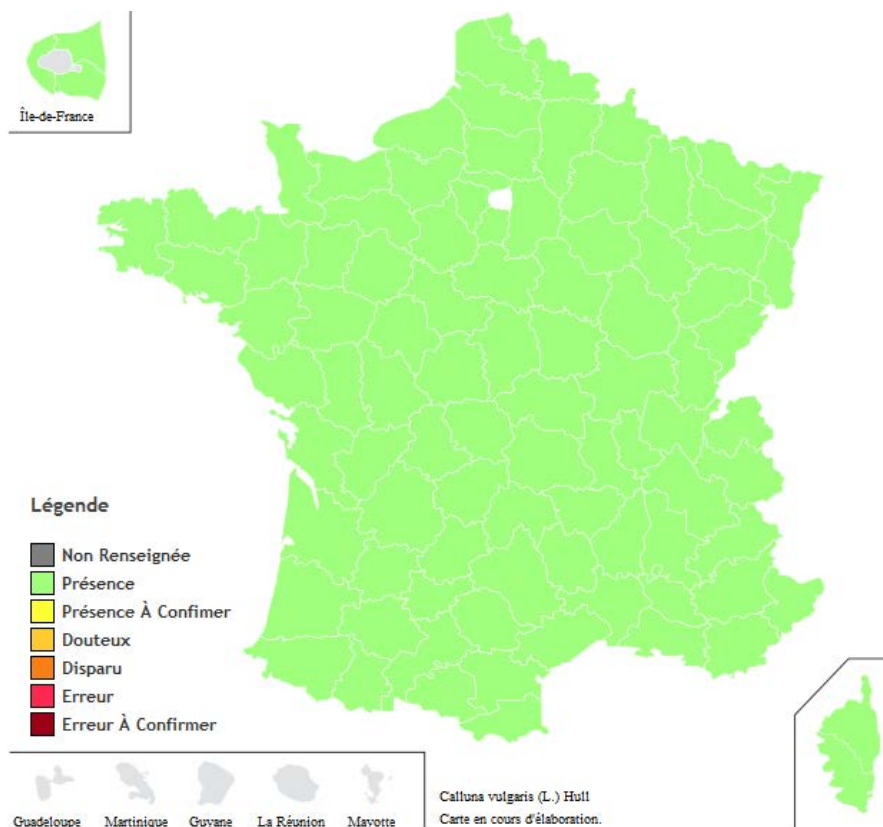 Île-de-France
Légende
Non Renseignée
Présence
Présence À Confimer
Douteux
Disparu
Erreur
Erreur À Confirmer
Guadeloupe
Martinique
Guyane
La Réunion
Mayotte
Calluna vulgaris (L.) Hull
Carte en cours d'élaboration.